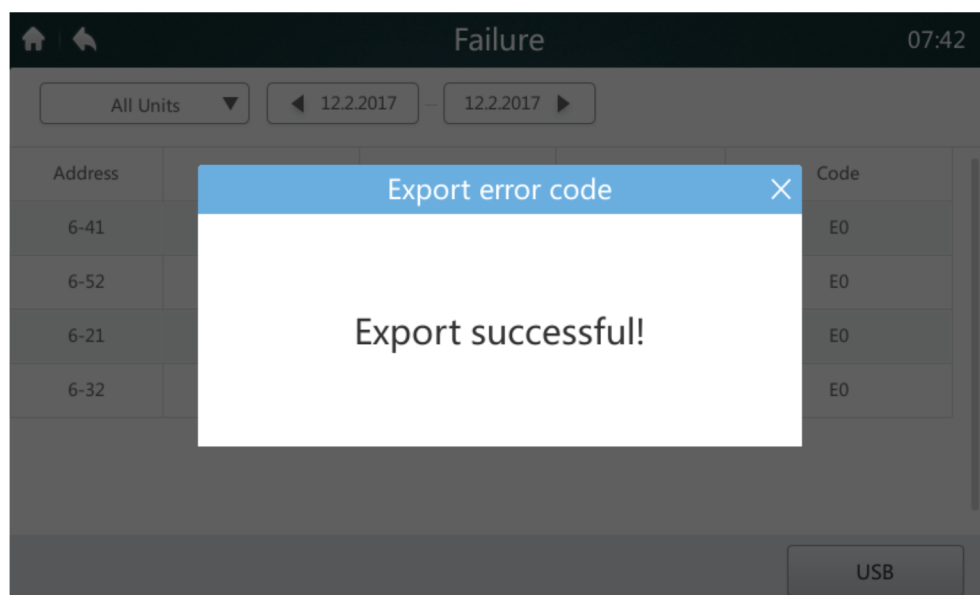 Failure
07:42
All Units
12.2.2017 – 12.2.2017
Address Code
Export error code
6-41 E0
6-52 E0
Export successful!
6-21 E0
6-32 E0
USB